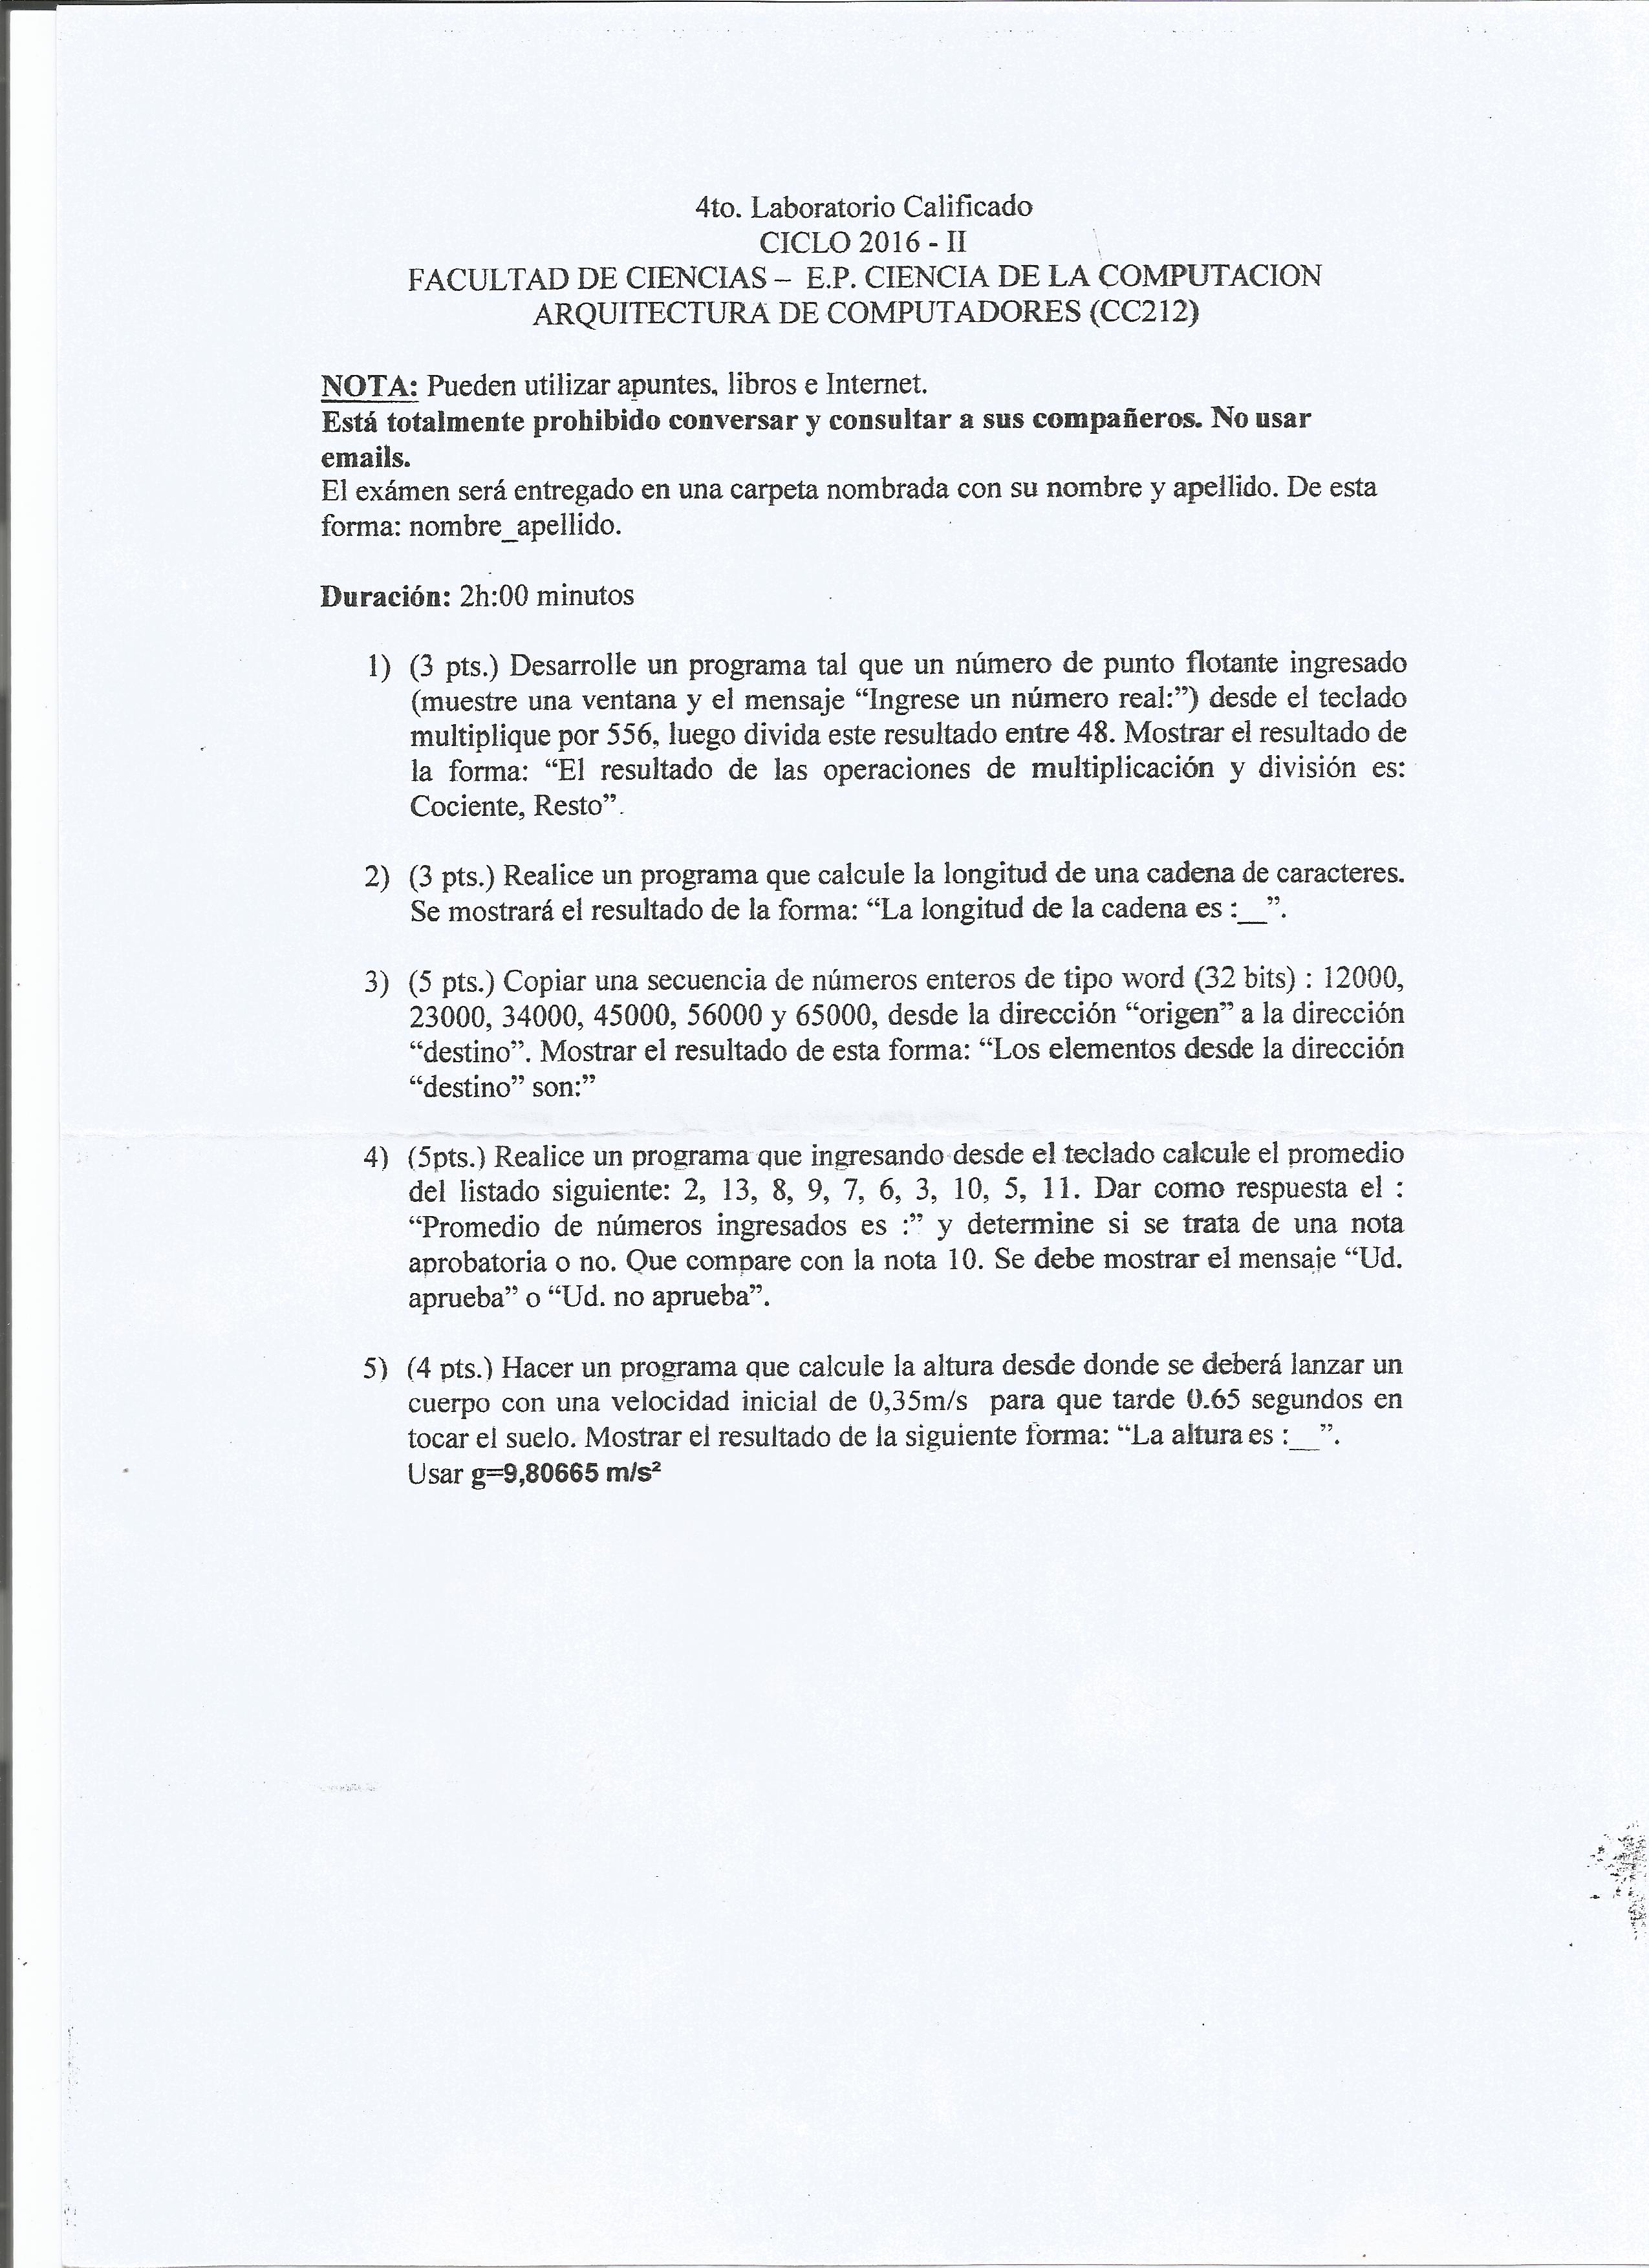 4to. Laboratorio Calificado
CICLO 2016 - II
FACULTAD DE CIENCIAS – E.P. CIENCIA DE LA COMPUTACION
ARQUITECTURA DE COMPUTADORES (CC212)
NOTA: Pueden utilizar apuntes, libros e Internet.
Está totalmente prohibido conversar y consultar a sus compañeros. No usar
emails.
El exámen será entregado en una carpeta nombrada con su nombre y apellido. De esta
forma: nombre_apellido.
Duración: 2h:00 minutos
1) (3 pts.) Desarrolle un programa tal que un número de punto flotante ingresado
(muestre una ventana y el mensaje “Ingrese un número real:”) desde el teclado
multiplique por 556, luego divida este resultado entre 48. Mostrar el resultado de
la forma: “El resultado de las operaciones de multiplicación y división es:
Cociente, Resto”.
2) (3 pts.) Realice un programa que calcule la longitud de una cadena de caracteres.
Se mostrará el resultado de la forma: “La longitud de la cadena es :__”.
3) (5 pts.) Copiar una secuencia de números enteros de tipo word (32 bits) : 12000,
23000, 34000, 45000, 56000 y 65000, desde la dirección “origen” a la dirección
“destino”. Mostrar el resultado de esta forma: “Los elementos desde la dirección
“destino” son:”
4) (5pts.) Realice un programa que ingresando desde el teclado calcule el promedio
del listado siguiente: 2, 13, 8, 9, 7, 6, 3, 10, 5, 11. Dar como respuesta el :
“Promedio de números ingresados es :” y determine si se trata de una nota
aprobatoria o no. Que compare con la nota 10. Se debe mostrar el mensaje “Ud.
aprueba” o “Ud. no aprueba”.
5) (4 pts.) Hacer un programa que calcule la altura desde donde se deberá lanzar un
cuerpo con una velocidad inicial de 0,35m/s para que tarde 0.65 segundos en
tocar el suelo. Mostrar el resultado de la siguiente forma: “La altura es :__”.
Usar g=9,80665 m/s²